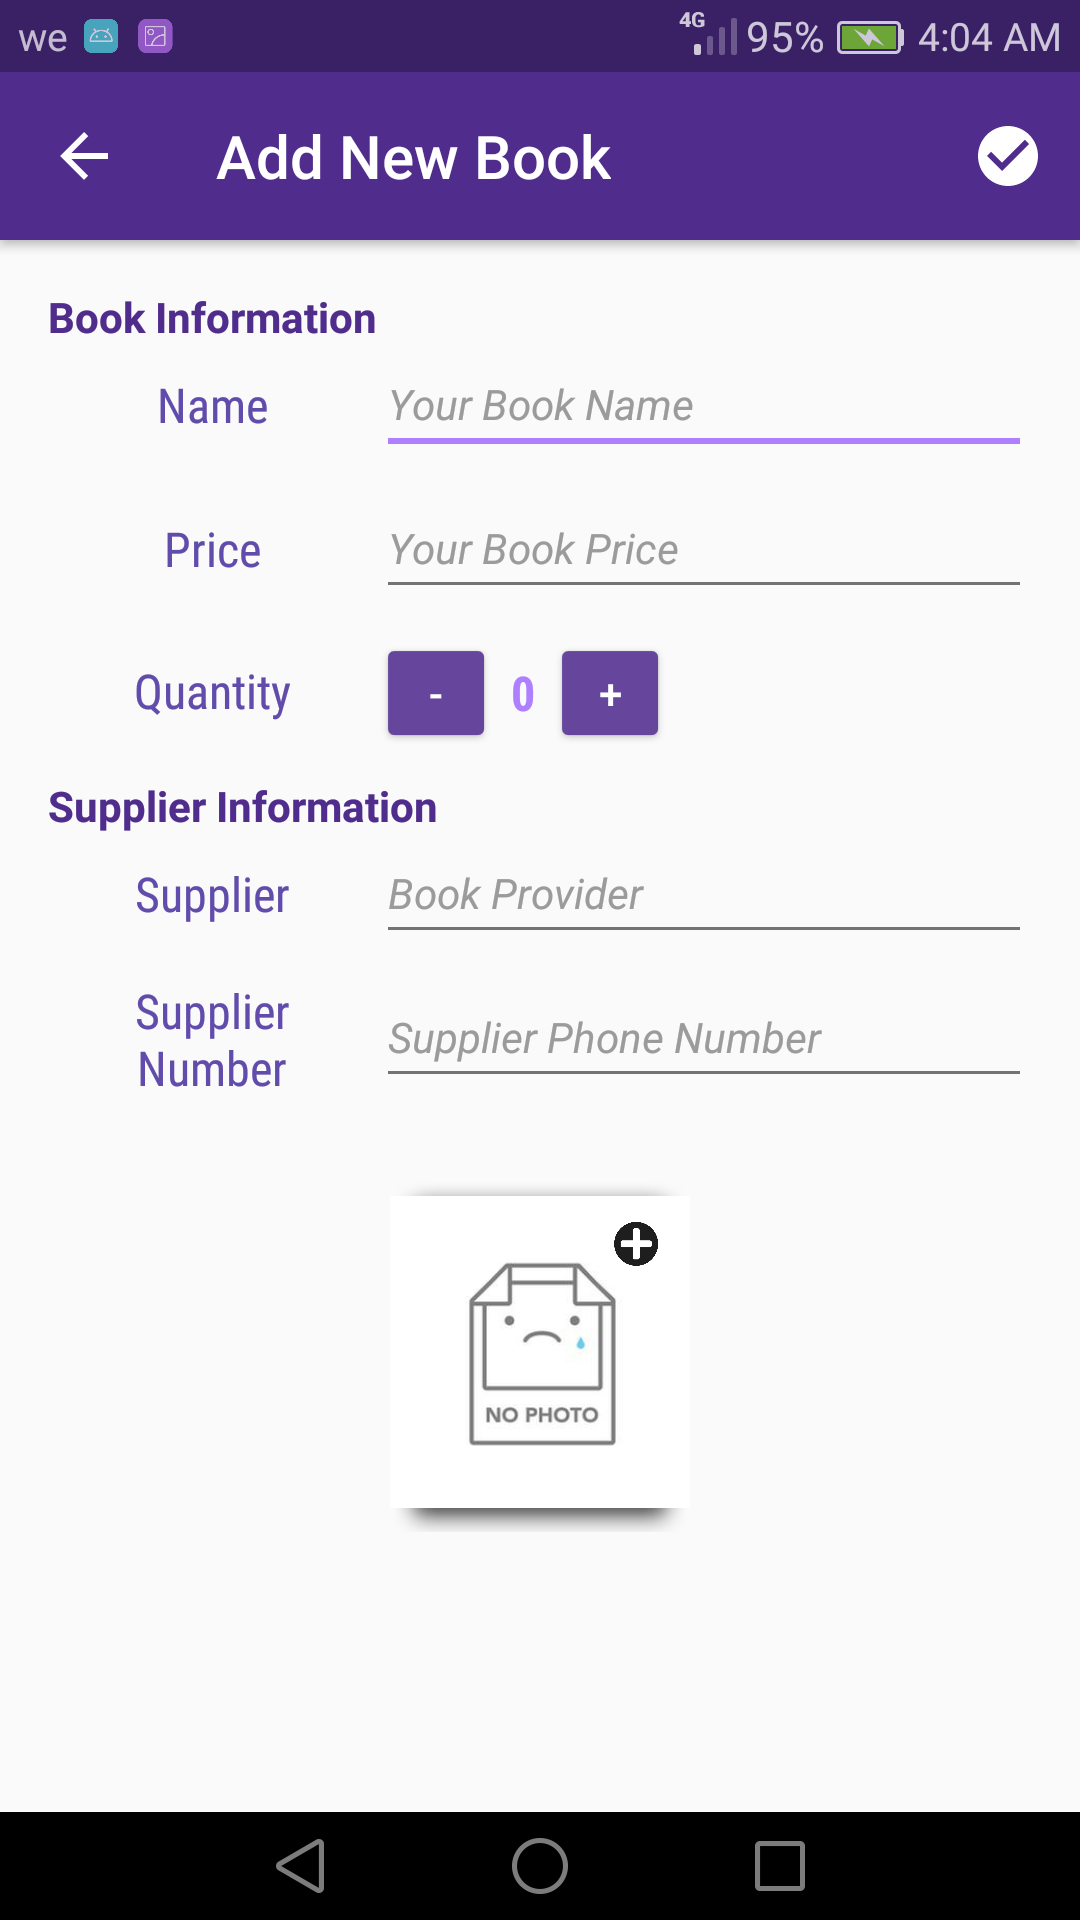 we 4G 95% 4:04 AM
Add New Book
Book Information
Name Your Book Name
Price Your Book Price
Quantity - 0 +
Supplier Information
Supplier Book Provider
Supplier
Number Supplier Phone Number
NO PHOTO